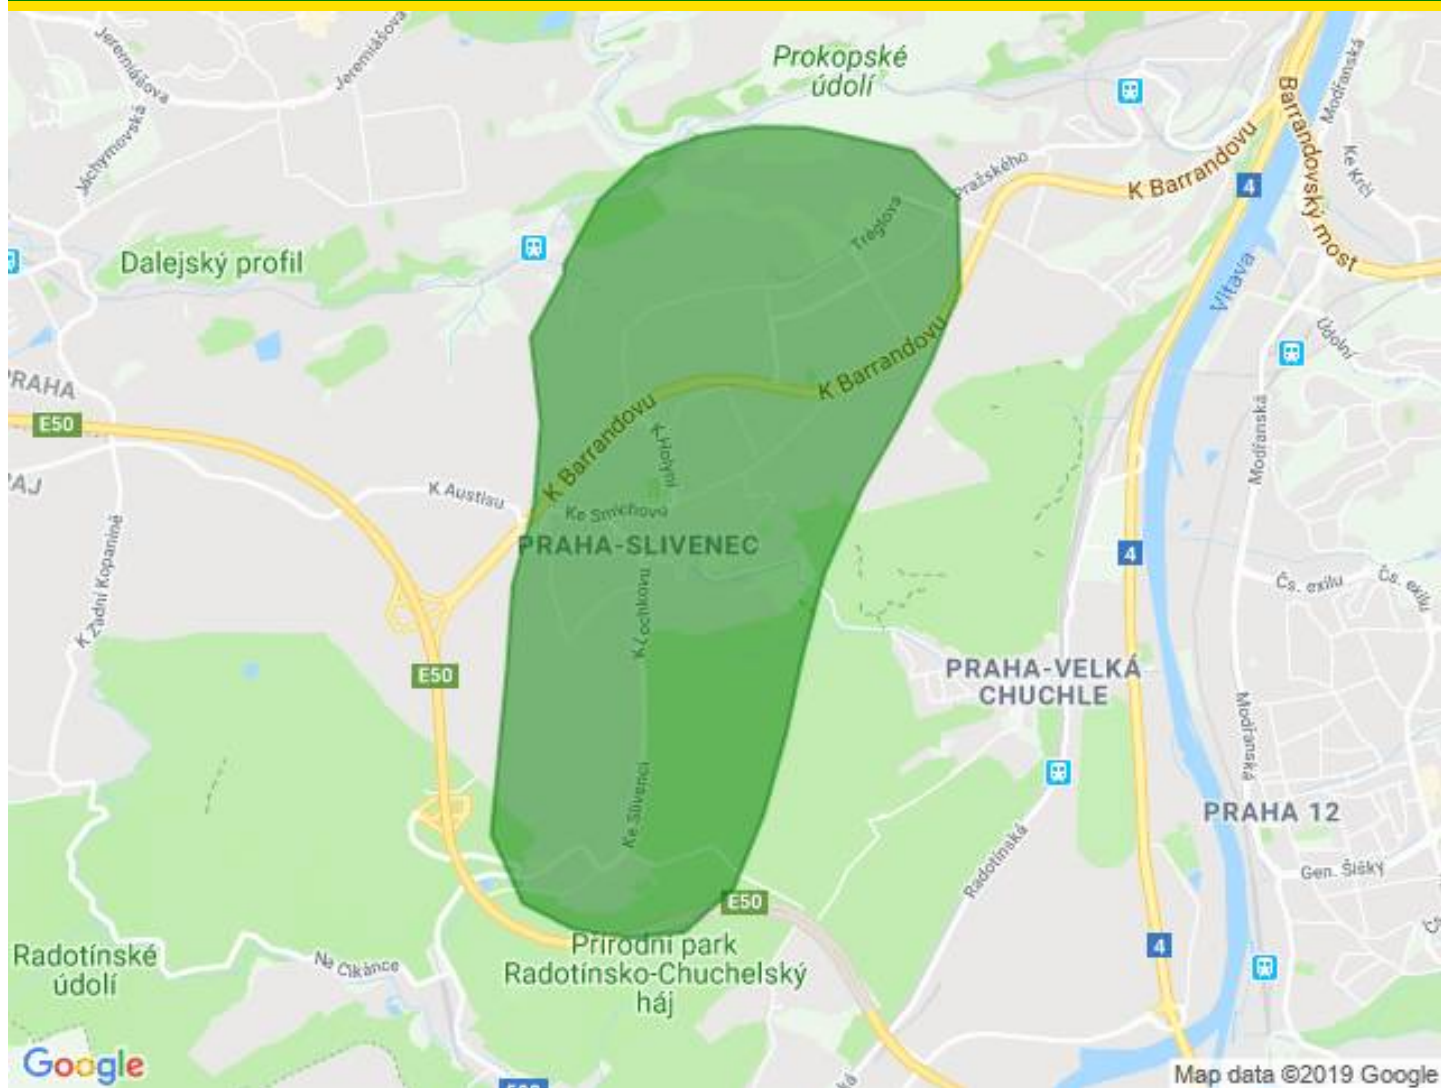 Jeremiášova
Jeremiášova
Prokopské
údolí
Modřanská
Barrandovský most
Jáchymovská
K Barrandovu
4
Ke Krči
Pražského
Tréglova
Dalejský profil
Vltava
K Barrandovu
Údolní
PRAHA
E50
K Barrandovu
K Holyni
Modřanská
AJ
K Austisu
Ke Smíchovu
PRAHA-SLIVENEC
4
K Zadní Kopanině
Čs. exilu
Čs. exilu
K Lochkovu
E50
PRAHA-VELKÁ
CHUCHLE
Modřanská
Ke Slivenci
PRAHA 12
Radotínská
Gen. Šišky
E50
Přírodní park
Radotínsko-Chuchelský
háj
4
Radotínské
údolí
Na Cikánce
Google
Map data ©2019 Google